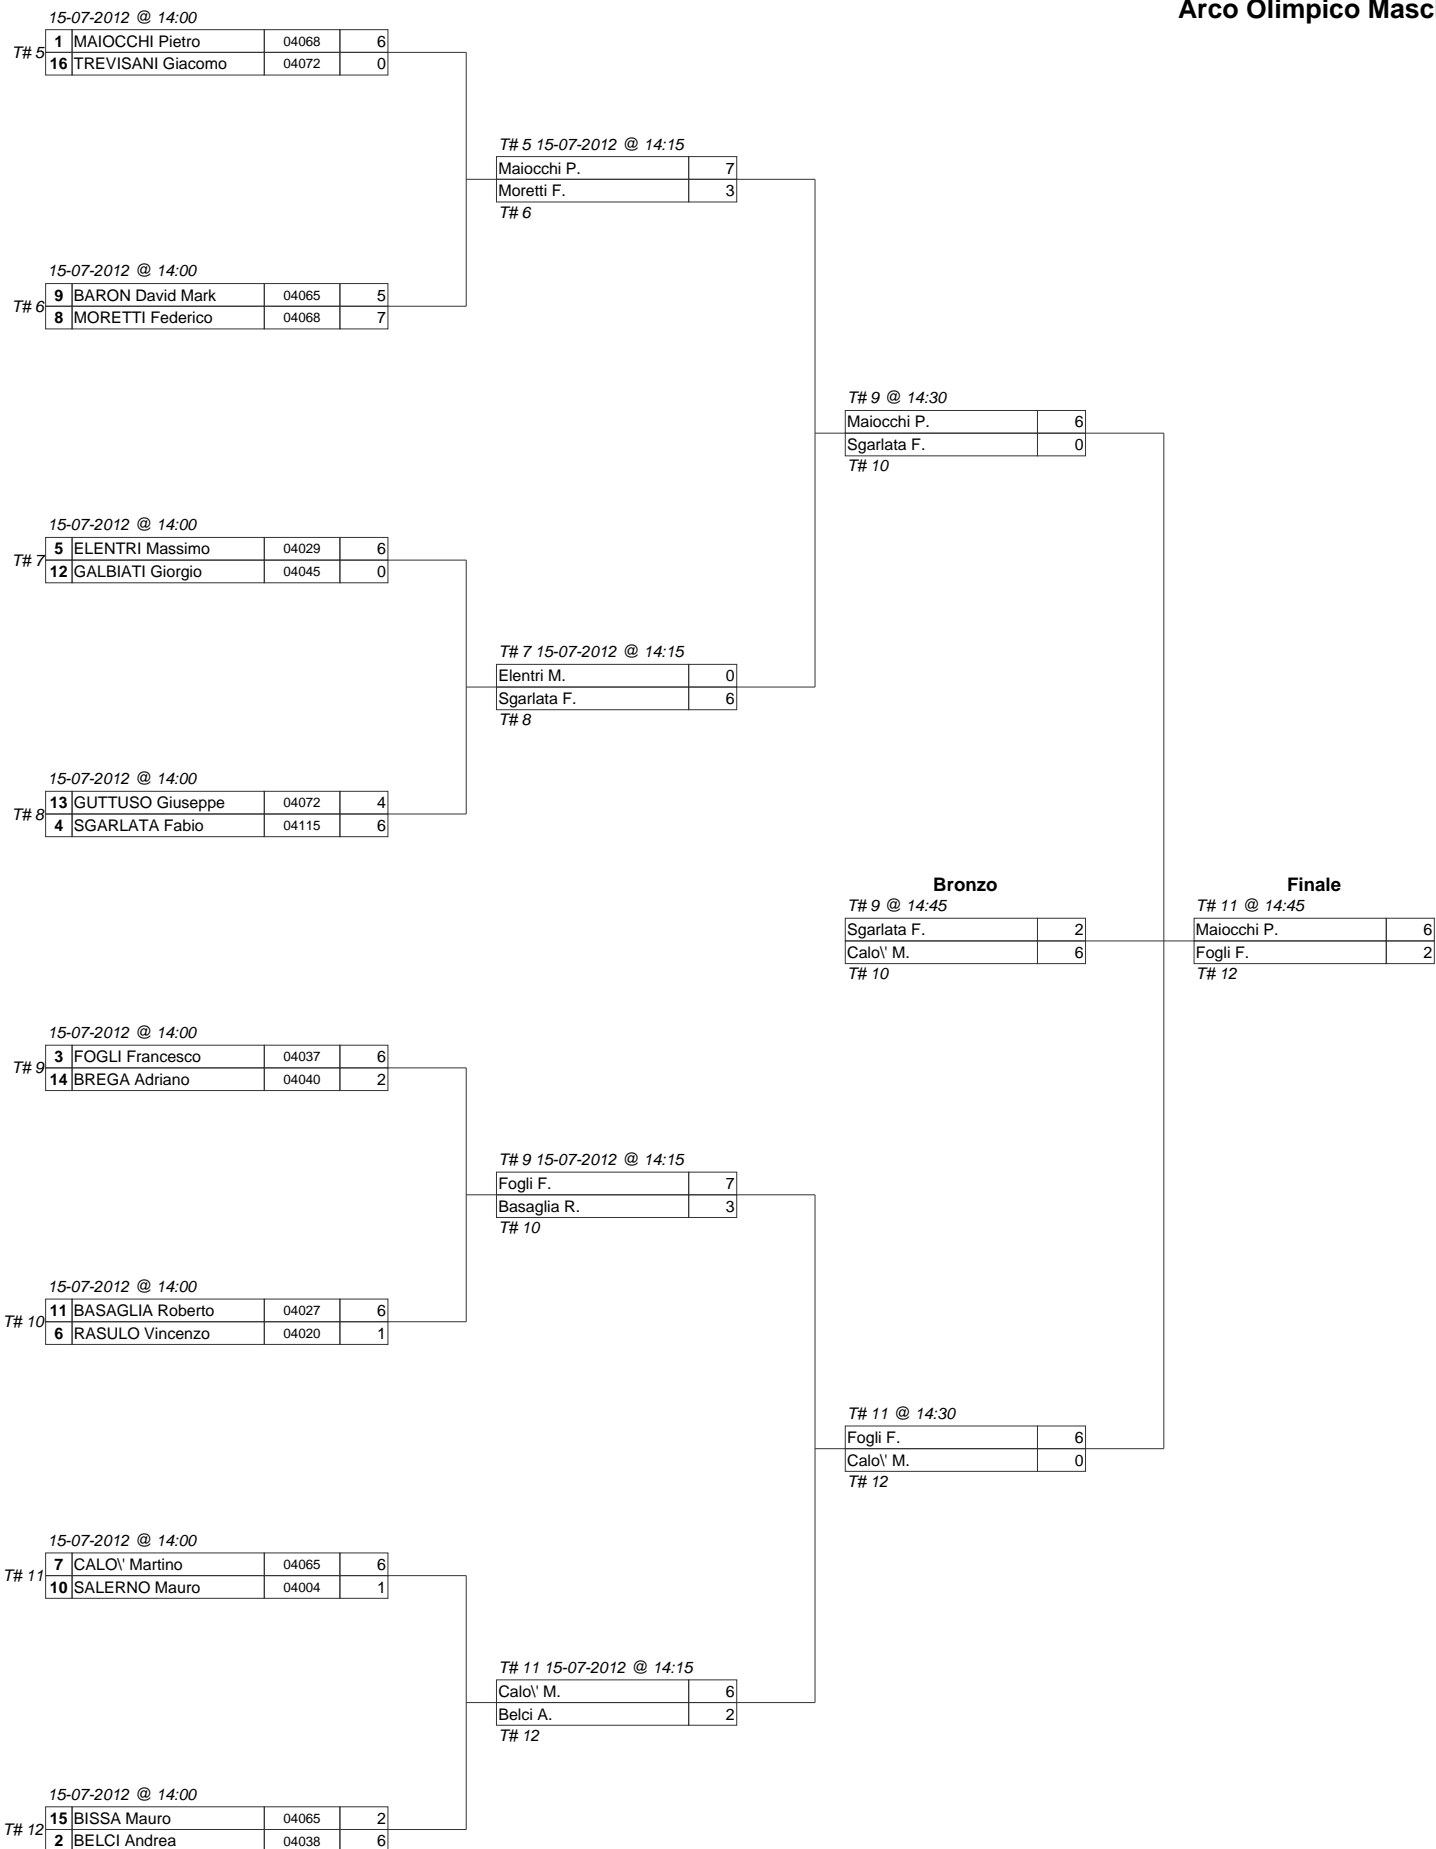 Arco Olimpico Masc
15-07-2012 @ 14:00
T# 5
1 MAIOCCHI Pietro 04068 6
16 TREVISANI Giacomo 04072 0
T# 5 15-07-2012 @ 14:15
Maiocchi P. 7
Moretti F. 3
T# 6
15-07-2012 @ 14:00
T# 6
9 BARON David Mark 04065 5
8 MORETTI Federico 04068 7
T# 9 @ 14:30
Maiocchi P. 6
Sgarlata F. 0
T# 10
15-07-2012 @ 14:00
T# 7
5 ELENTRI Massimo 04029 6
12 GALBIATI Giorgio 04045 0
T# 7 15-07-2012 @ 14:15
Elentri M. 0
Sgarlata F. 6
T# 8
15-07-2012 @ 14:00
T# 8
13 GUTTUSO Giuseppe 04072 4
4 SGARLATA Fabio 04115 6
Bronzo
T# 9 @ 14:45
Sgarlata F. 2
Calo\' M. 6
T# 10
Finale
T# 11 @ 14:45
Maiocchi P. 6
Fogli F. 2
T# 12
15-07-2012 @ 14:00
T# 9
3 FOGLI Francesco 04037 6
14 BREGA Adriano 04040 2
T# 9 15-07-2012 @ 14:15
Fogli F. 7
Basaglia R. 3
T# 10
15-07-2012 @ 14:00
T# 10
11 BASAGLIA Roberto 04027 6
6 RASULO Vincenzo 04020 1
T# 11 @ 14:30
Fogli F. 6
Calo\' M. 0
T# 12
15-07-2012 @ 14:00
T# 11
7 CALO\' Martino 04065 6
10 SALERNO Mauro 04004 1
T# 11 15-07-2012 @ 14:15
Calo\' M. 6
Belci A. 2
T# 12
15-07-2012 @ 14:00
T# 12
15 BISSA Mauro 04065 2
2 BELCI Andrea 04038 6